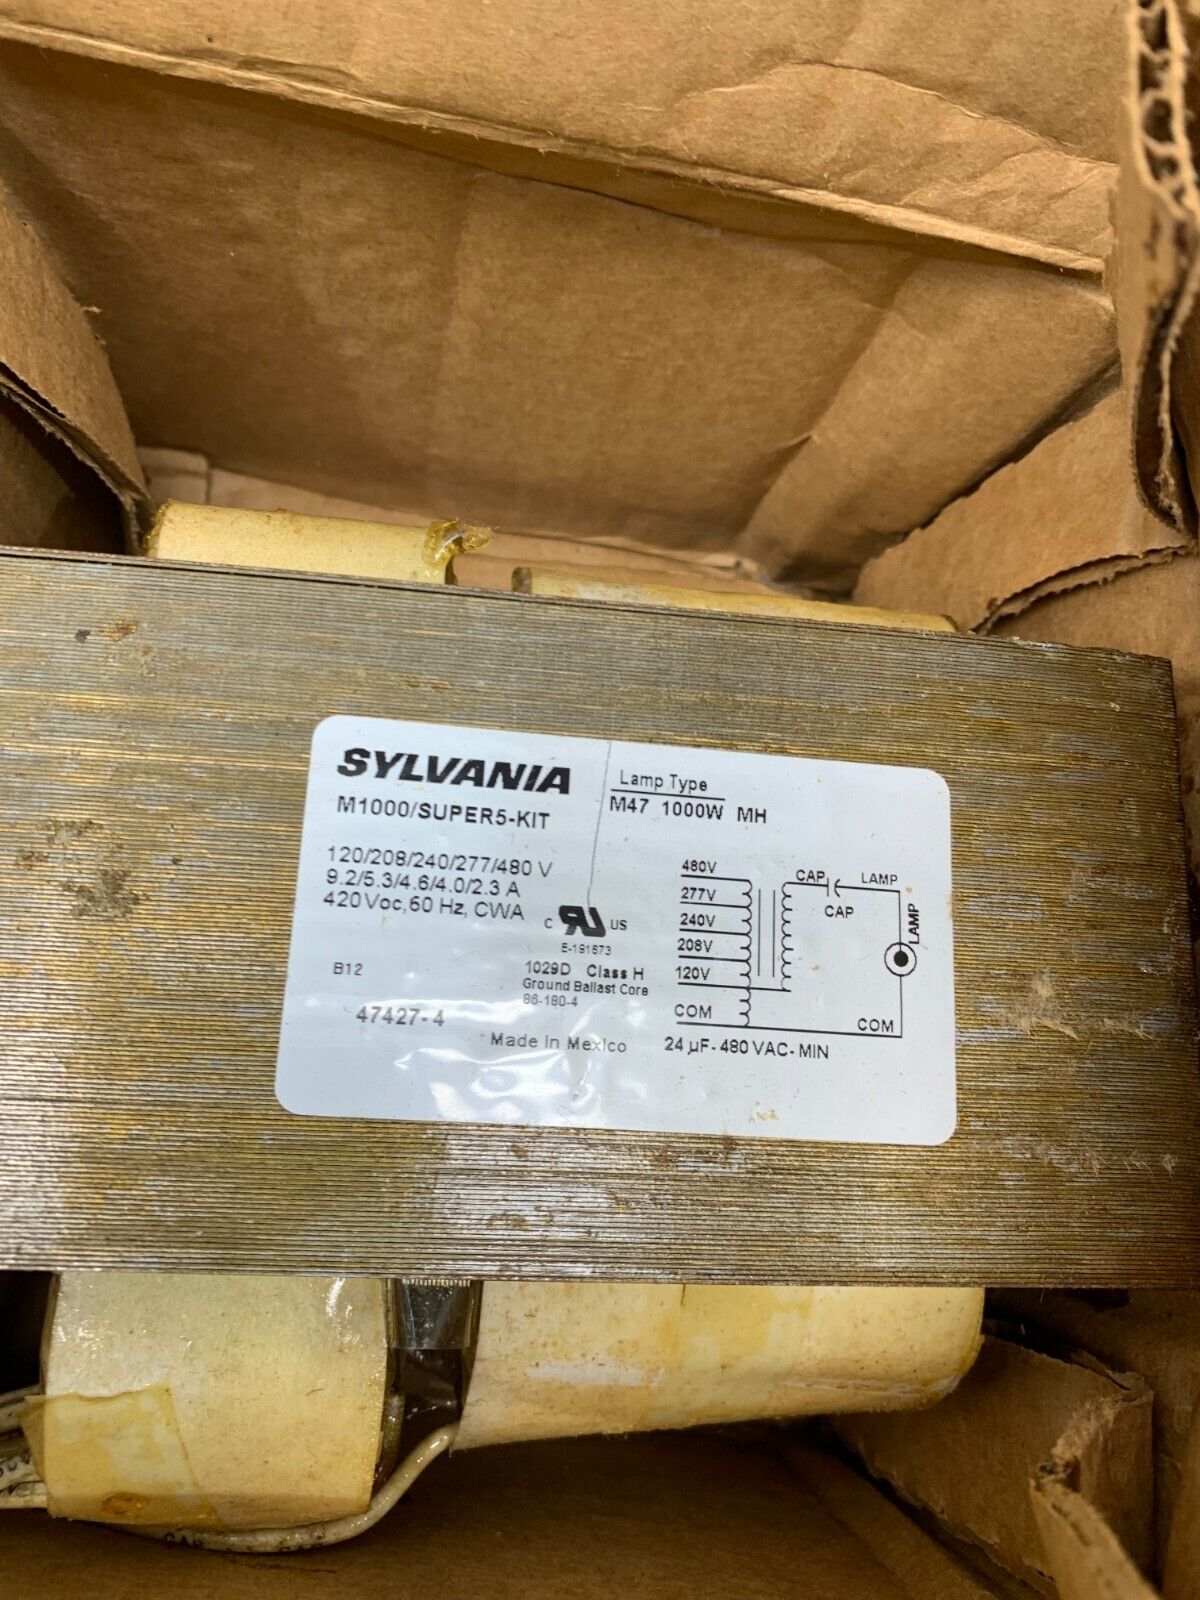 SYLVANIA
M1000/SUPER5-KIT
120/208/240/277/480 V
9.2/5.3/4.6/4.0/2.3 A
420Voc, 60 Hz, CWA
C RU US
E-191673
B12
1029D Class H
Ground Ballast Core
86-180-4
47427-4
Made In Mexico
Lamp Type
M47 1000W MH
480V
277V
240V
208V
120V
COM
CAP
LAMP
CAP
LAMP
COM
24 µF-480 VAC-MIN